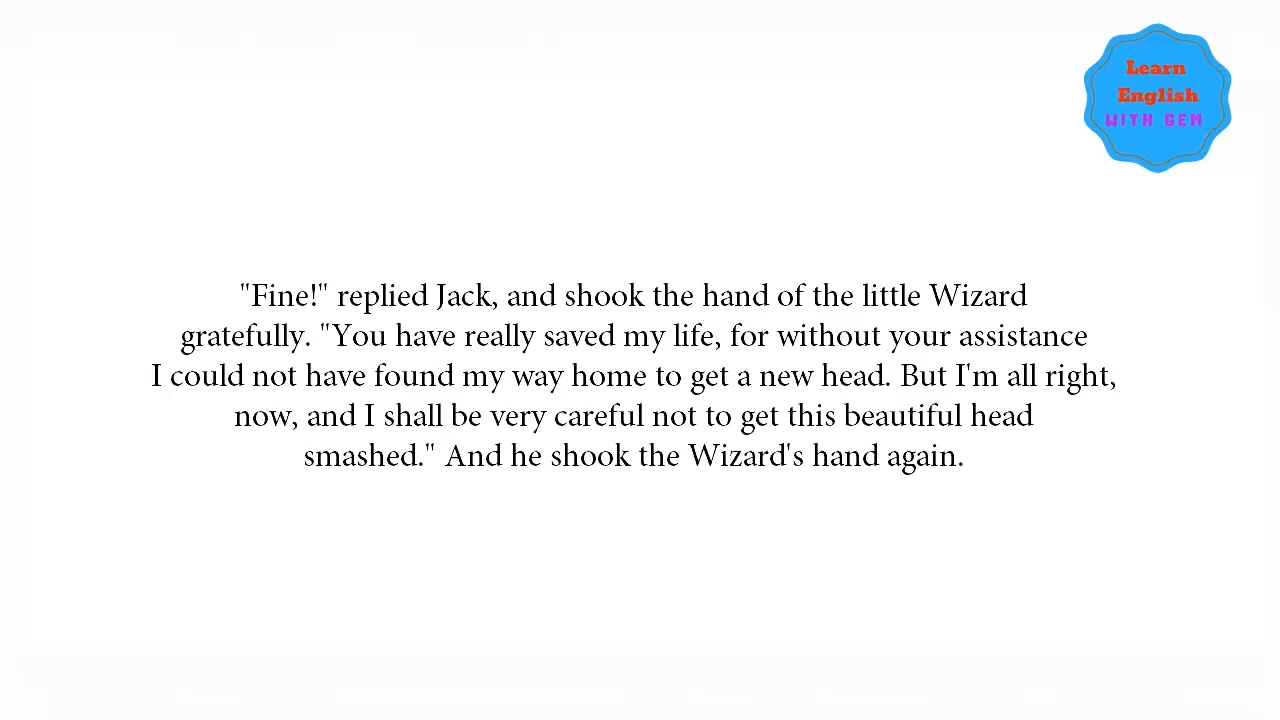 Learn
English
WITH GEM
"Fine!" replied Jack, and shook the hand of the little Wizard
gratefully. "You have really saved my life, for without your assistance
I could not have found my way home to get a new head. But I'm all right,
now, and I shall be very careful not to get this beautiful head
smashed." And he shook the Wizard's hand again.